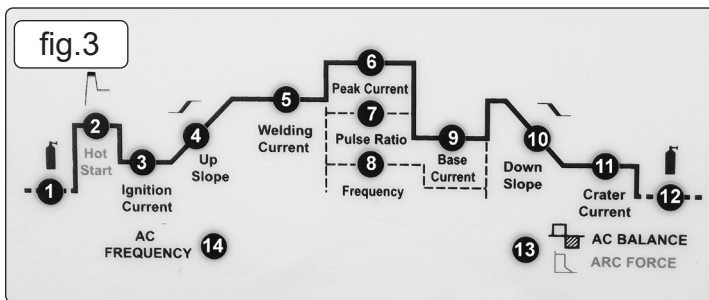 fig.3
6
Peak Current
2
5
7
Hot
Start
4
Welding
Current
Pulse Ratio
9
10
3
Up
Slope
8
Base
Current
Down
Slope
11
1
Ignition
Current
Frequency
Crater
Current
12
AC
FREQUENCY
14
13
AC BALANCE
ARC FORCE